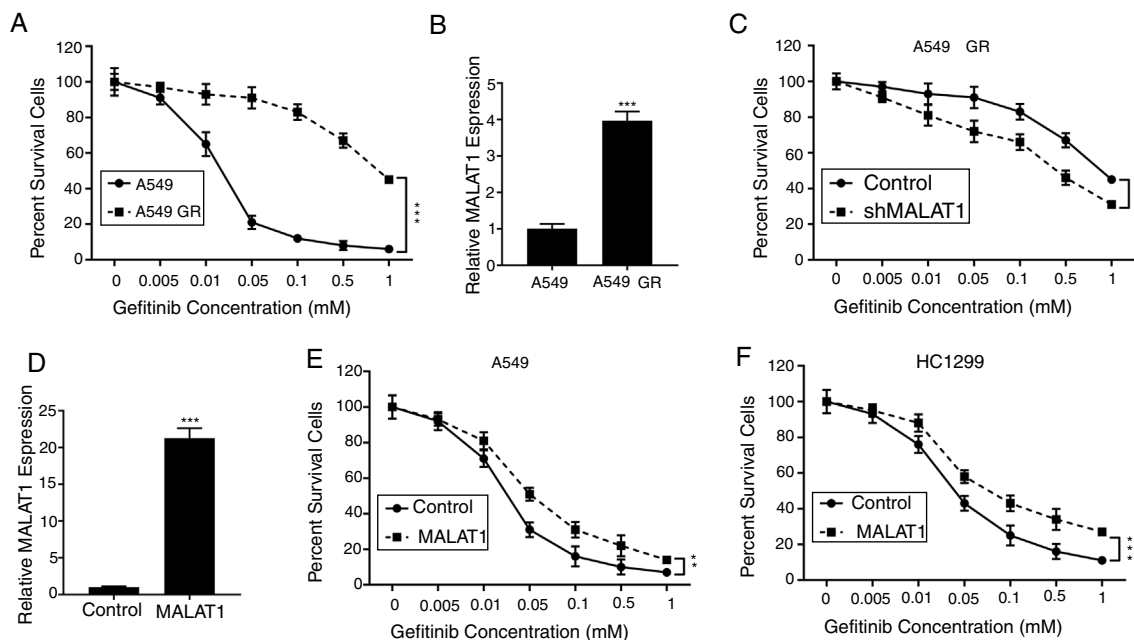 A
Percent Survival Cells
120
100
80
60
40
20
0
A549
A549 GR
***
0 0.005 0.01 0.05 0.1 0.5 1
Gefitinib Concentration (mM)
B
Relative MALAT1 Espression
5
4
3
2
1
0
***
A549 A549 GR
C
A549 GR
Percent Survival Cells
120
100
80
60
40
20
0
Control
shMALAT1
0 0.005 0.01 0.05 0.1 0.5 1
Gefitinib Concentration (mM)
D
Relative MALAT1 Espression
25
20
15
10
5
0
***
Control MALAT1
E
A549
Percent Survival Cells
120
100
80
60
40
20
0
Control
MALAT1
**
0 0.005 0.01 0.05 0.1 0.5 1
Gefitinib Concentration (mM)
F
HC1299
Percent Survival Cells
120
100
80
60
40
20
0
Control
MALAT1
***
0 0.005 0.01 0.05 0.1 0.5 1
Gefitinib Concentration (mM)